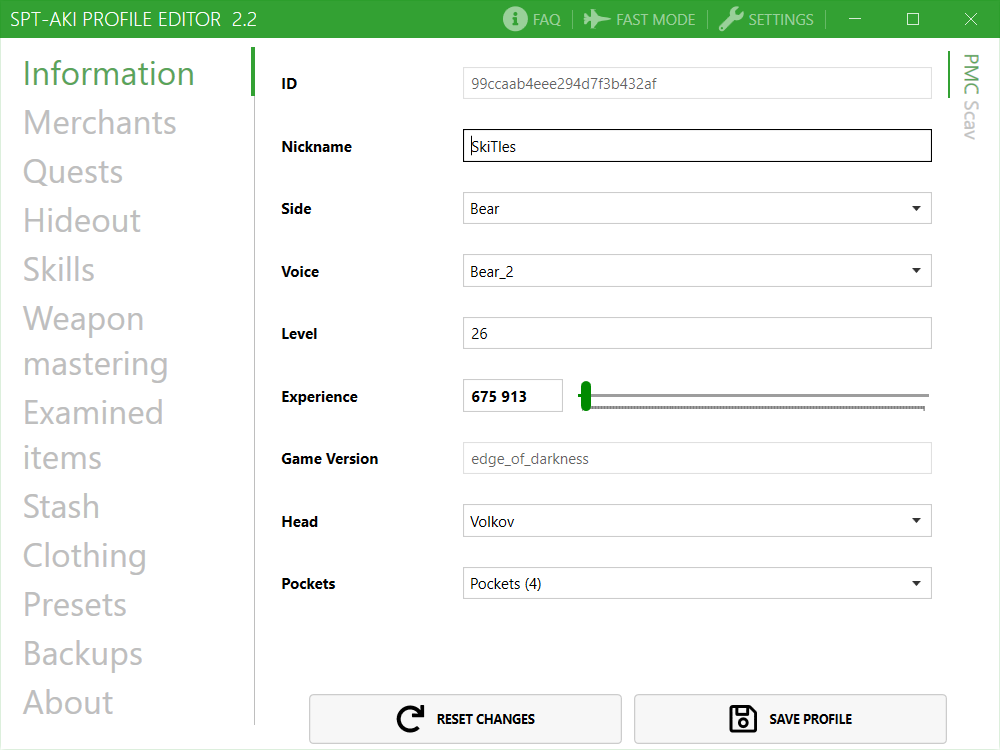 SPT-AKI PROFILE EDITOR 2.2
FAQ
FAST MODE
SETTINGS
Information
Merchants
Quests
Hideout
Skills
Weapon
mastering
Examined
items
Stash
Clothing
Presets
Backups
About
ID
99ccaab4eee294d7f3b432af
Nickname
SkiTles
Side
Bear
Voice
Bear_2
Level
26
Experience
675 913
Game Version
edge_of_darkness
Head
Volkov
Pockets
Pockets (4)
PMC
Scav
RESET CHANGES
SAVE PROFILE